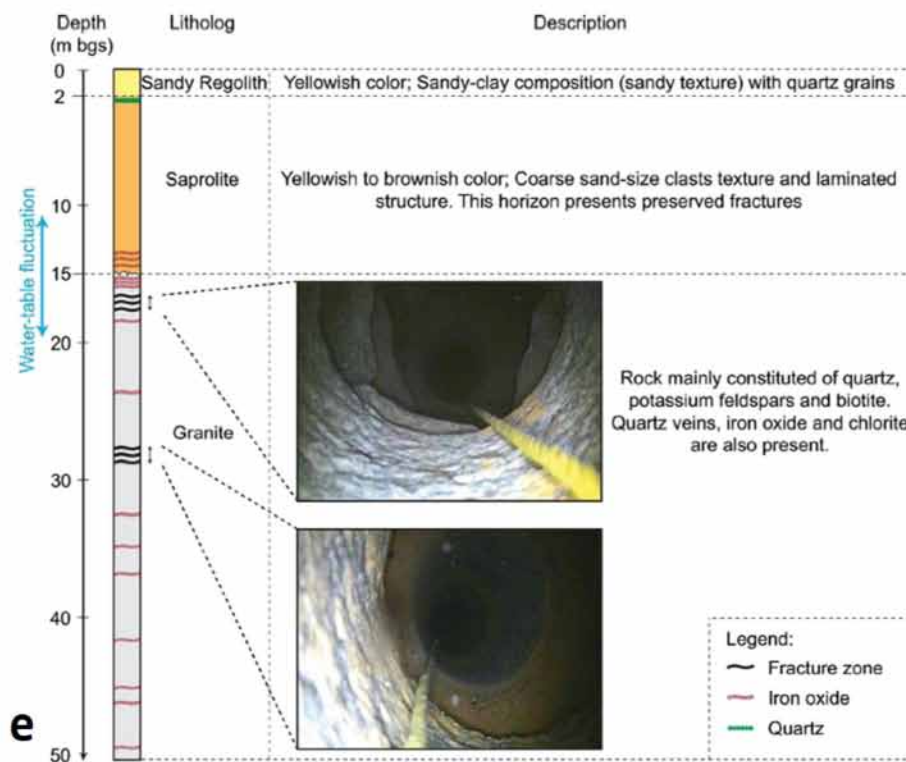 Depth
(m bgs)
Litholog
Description
0
Sandy Regolith
Yellowish color; Sandy-clay composition (sandy texture) with quartz grains
2
Saprolite
Yellowish to brownish color; Coarse sand-size clasts texture and laminated
structure. This horizon presents preserved fractures
10
Water-table fluctuation
15
20
Rock mainly constituted of quartz,
potassium feldspars and biotite.
Quartz veins, iron oxide and chlorite
are also present.
Granite
30
40
50
Legend:
Fracture zone
Iron oxide
Quartz
e